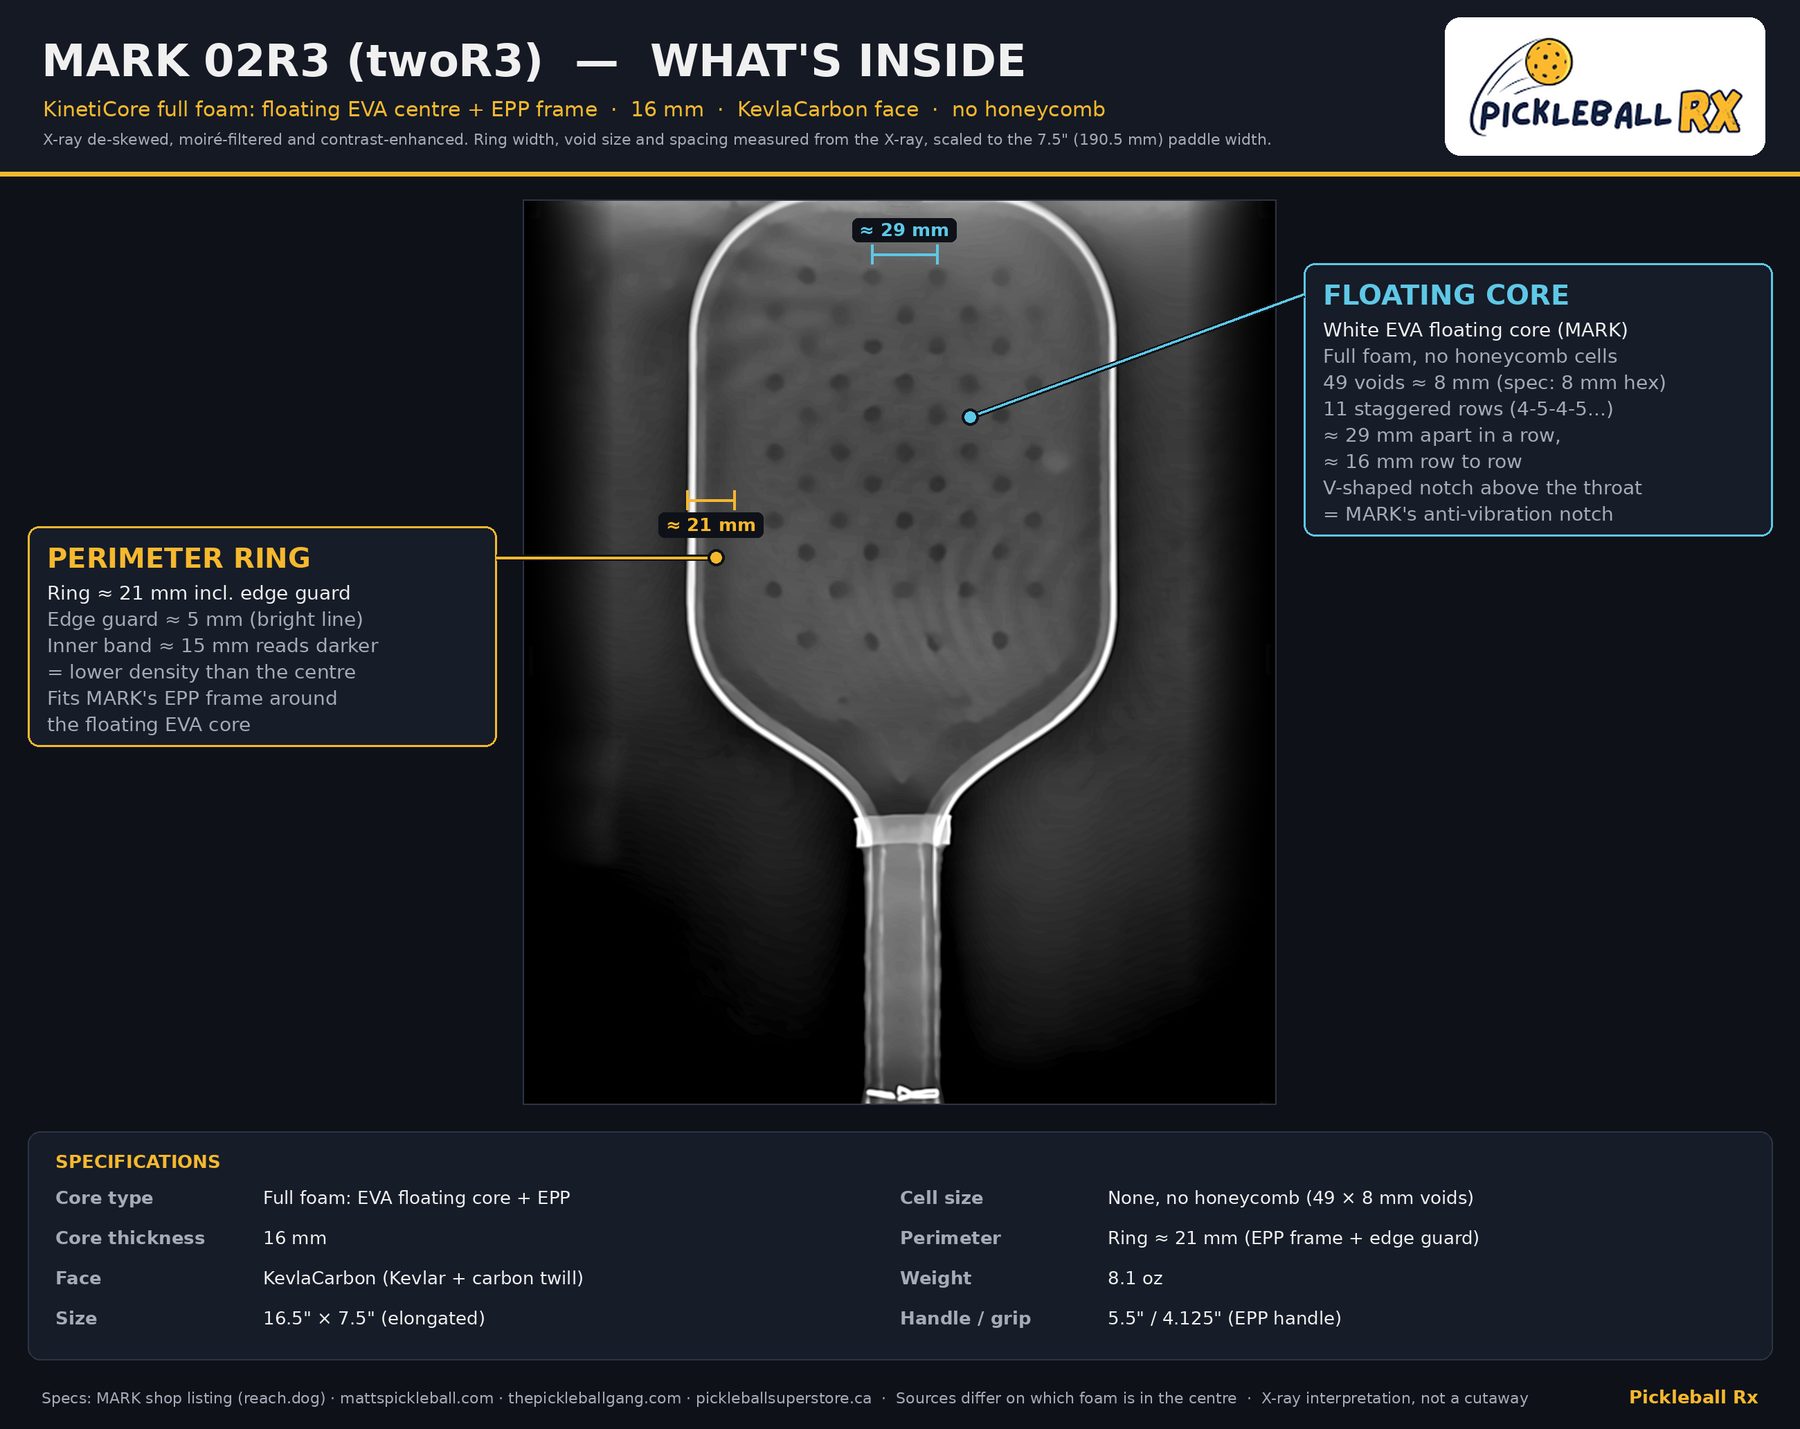 MARK 02R3 (twoR3) — WHAT'S INSIDE
KinetiCore full foam: floating EVA centre + EPP frame · 16 mm · KevlaCarbon face · no honeycomb
X-ray de-skewed, moiré-filtered and contrast-enhanced. Ring width, void size and spacing measured from the X-ray, scaled to the 7.5" (190.5 mm) paddle width.
PICKLEBALL RX
≈ 29 mm
FLOATING CORE
White EVA floating core (MARK)
Full foam, no honeycomb cells
49 voids ≈ 8 mm (spec: 8 mm hex)
11 staggered rows (4-5-4-5...)
≈ 29 mm apart in a row,
≈ 16 mm row to row
V-shaped notch above the throat
= MARK's anti-vibration notch
≈ 21 mm
PERIMETER RING
Ring ≈ 21 mm incl. edge guard
Edge guard ≈ 5 mm (bright line)
Inner band ≈ 15 mm reads darker
= lower density than the centre
Fits MARK's EPP frame around
the floating EVA core
SPECIFICATIONS
Core type Full foam: EVA floating core + EPP
Cell size None, no honeycomb (49 × 8 mm voids)
Core thickness 16 mm
Perimeter Ring ≈ 21 mm (EPP frame + edge guard)
Face KevlaCarbon (Kevlar + carbon twill)
Weight 8.1 oz
Size 16.5" × 7.5" (elongated)
Handle / grip 5.5" / 4.125" (EPP handle)
Specs: MARK shop listing (reach.dog) · mattspickleball.com · thepickleballgang.com · pickleballsuperstore.ca · Sources differ on which foam is in the centre · X-ray interpretation, not a cutaway
Pickleball Rx